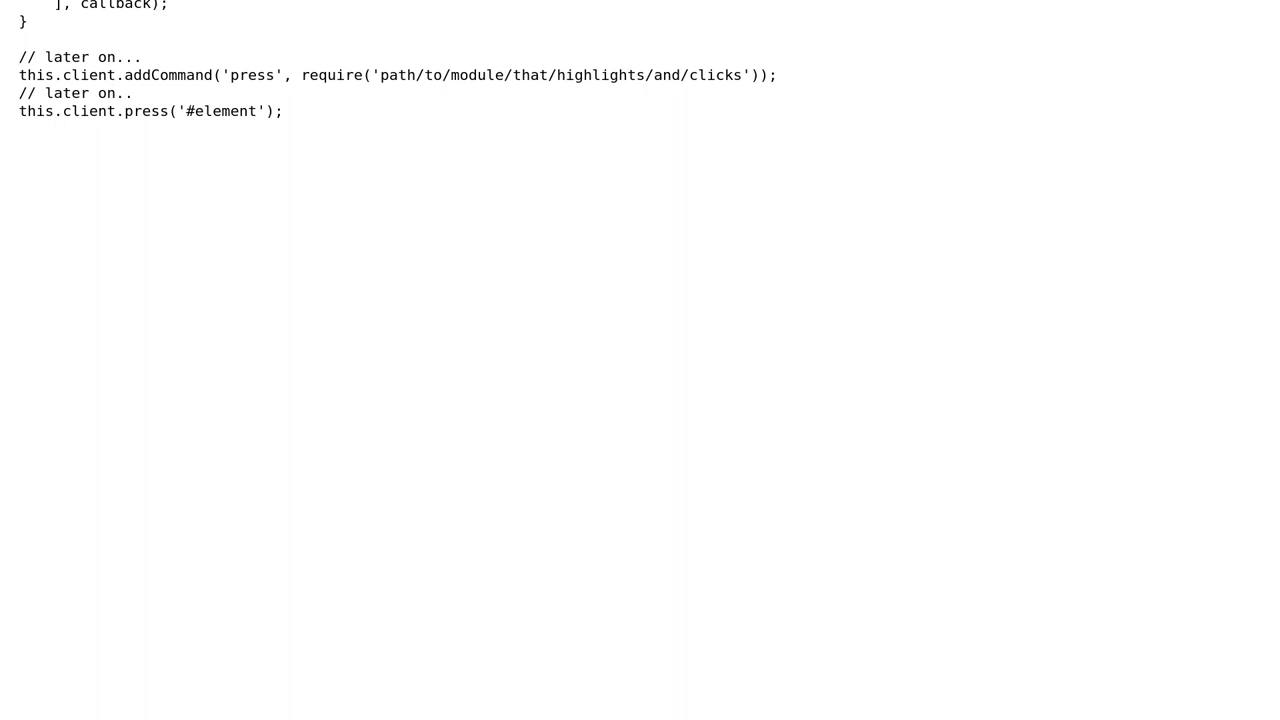 ], callback);
}

// later on...
this.client.addCommand('press', require('path/to/module/that/highlights/and/clicks'));
// later on..
this.client.press('#element');